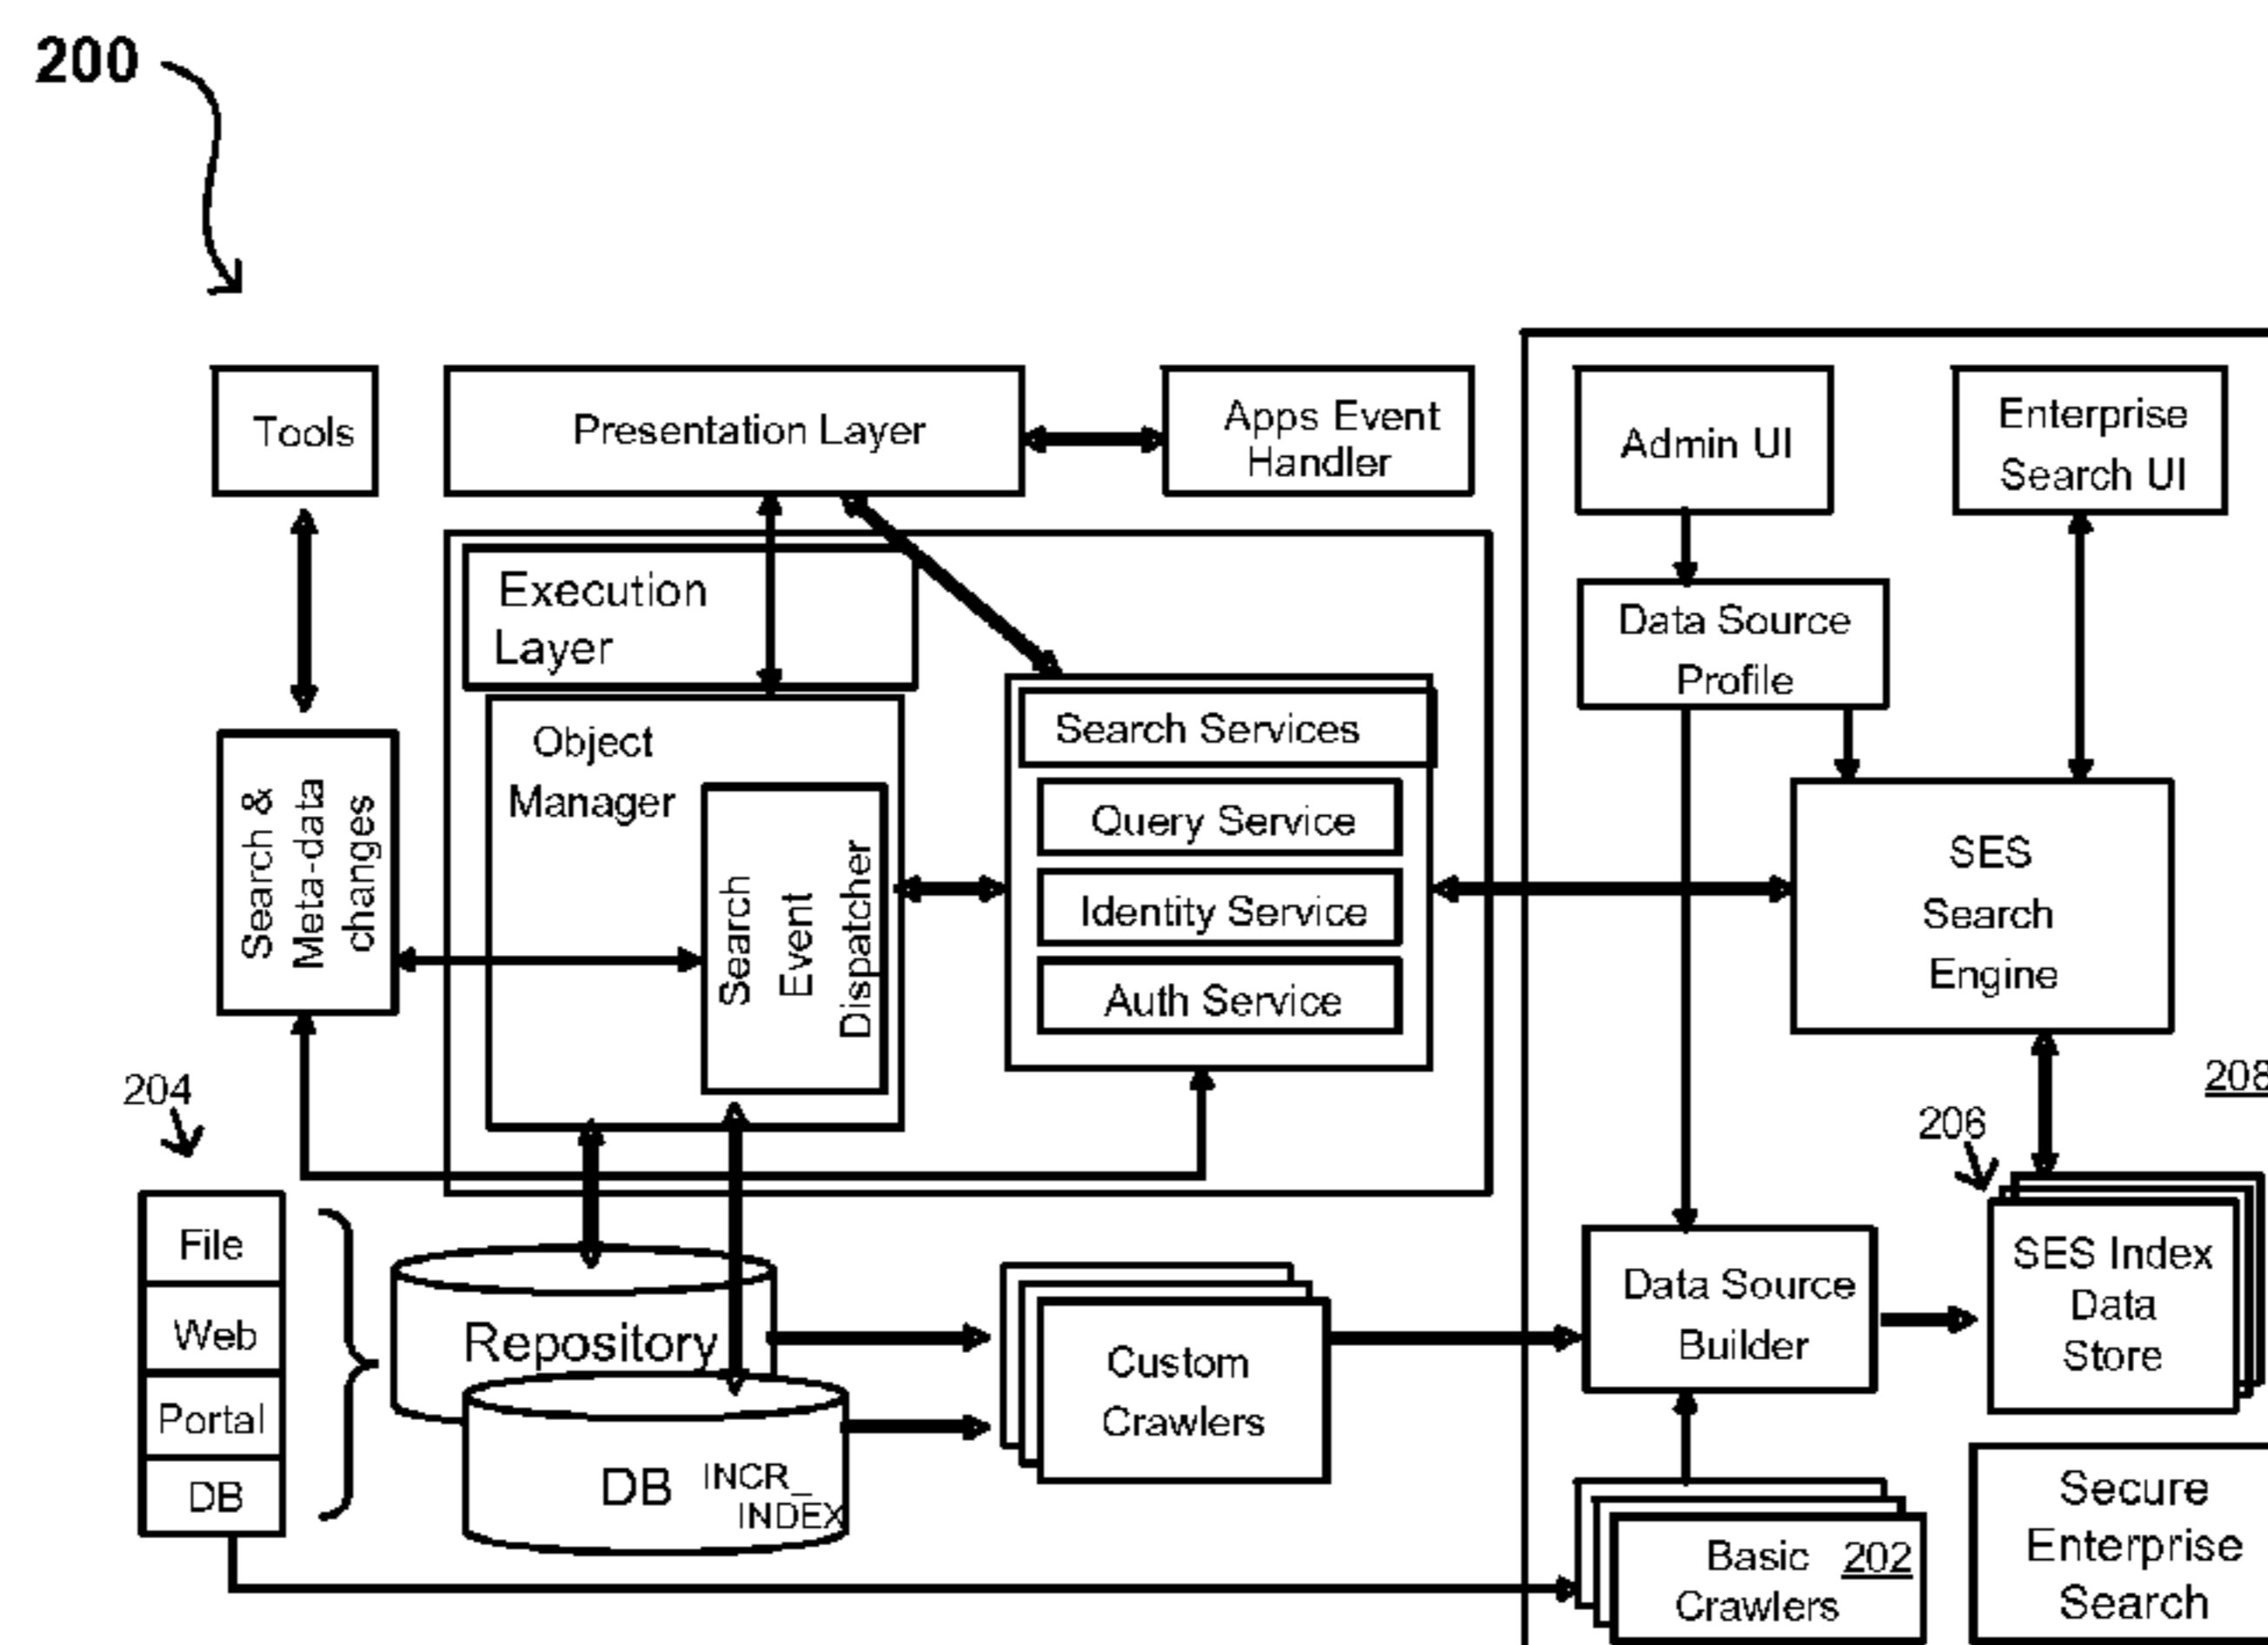 200
Tools
Presentation Layer
Apps Event
Handler
Admin UI
Enterprise
Search UI
Execution
Layer
Data Source
Profile
Object
Manager
Search Services
Query Service
Identity Service
Auth Service
Search &
Meta-data
changes
Search
Event
Dispatcher
SES
Search
Engine
204
208
206
File
Web
Portal
DB
Repository
DB
INCR_
INDEX
Custom
Crawlers
Data Source
Builder
SES Index
Data
Store
Basic 202
Crawlers
Secure
Enterprise
Search